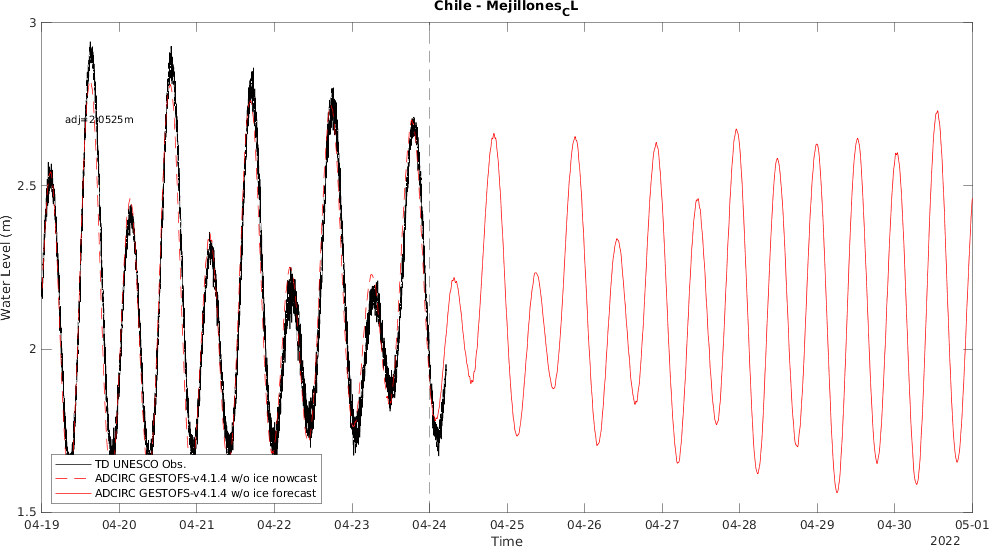 Chile - Mejillones_CL
3
2.5
2
1.5
Water Level (m)
adj=2.0525m
TD UNESCO Obs.
ADCIRC GESTOFS-v4.1.4 w/o ice nowcast
ADCIRC GESTOFS-v4.1.4 w/o ice forecast
04-19 04-20 04-21 04-22 04-23 04-24 04-25 04-26 04-27 04-28 04-29 04-30 05-01
Time
2022